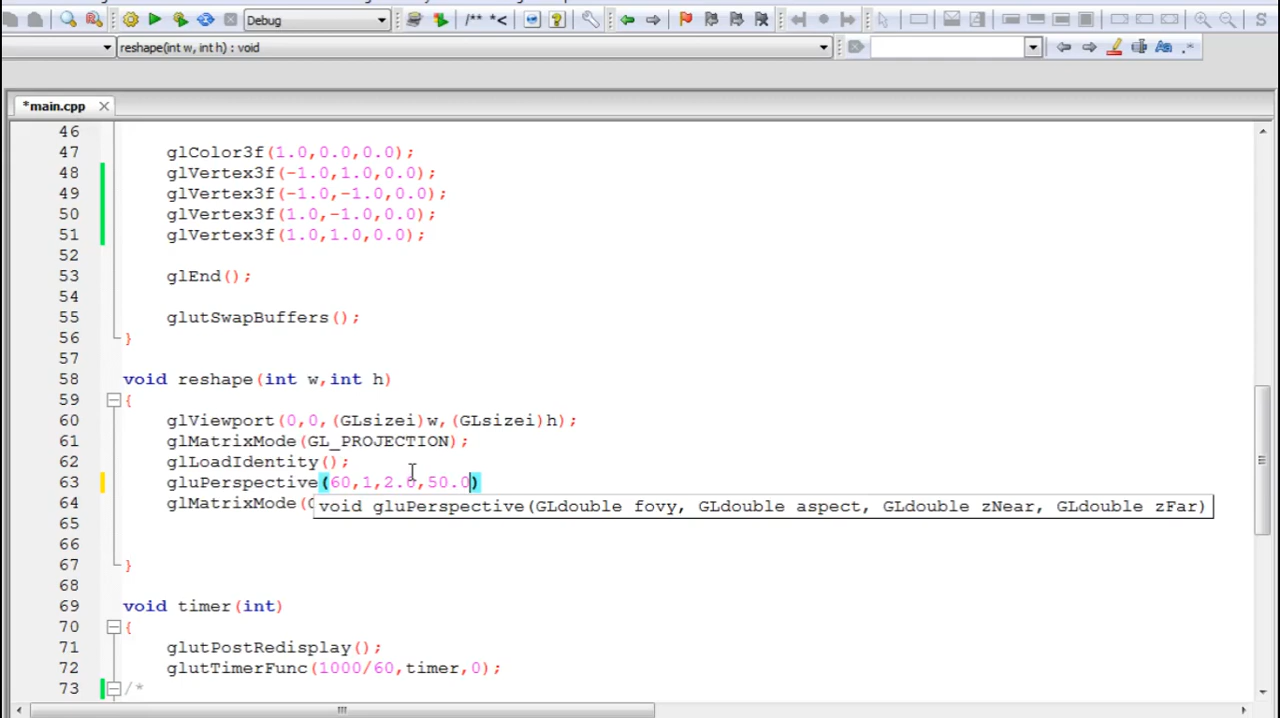 Debug
/** *<
S
reshape(int w, int h) : void
Aa .*
*main.cpp
46
47 glColor3f(1.0,0.0,0.0);
48 glVertex3f(-1.0,1.0,0.0);
49 glVertex3f(-1.0,-1.0,0.0);
50 glVertex3f(1.0,-1.0,0.0);
51 glVertex3f(1.0,1.0,0.0);
52
53 glEnd();
54
55 glutSwapBuffers();
56 }
57
58 void reshape(int w,int h)
59 {
60 glViewport(0,0,(GLsizei)w,(GLsizei)h);
61 glMatrixMode(GL_PROJECTION);
62 glLoadIdentity();
63 gluPerspective(60,1,2.0,50.0)
64 glMatrixMode(
void gluPerspective(GLdouble fovy, GLdouble aspect, GLdouble zNear, GLdouble zFar)
65
66
67 }
68
69 void timer(int)
70 {
71 glutPostRedisplay();
72 glutTimerFunc(1000/60,timer,0);
73 /*